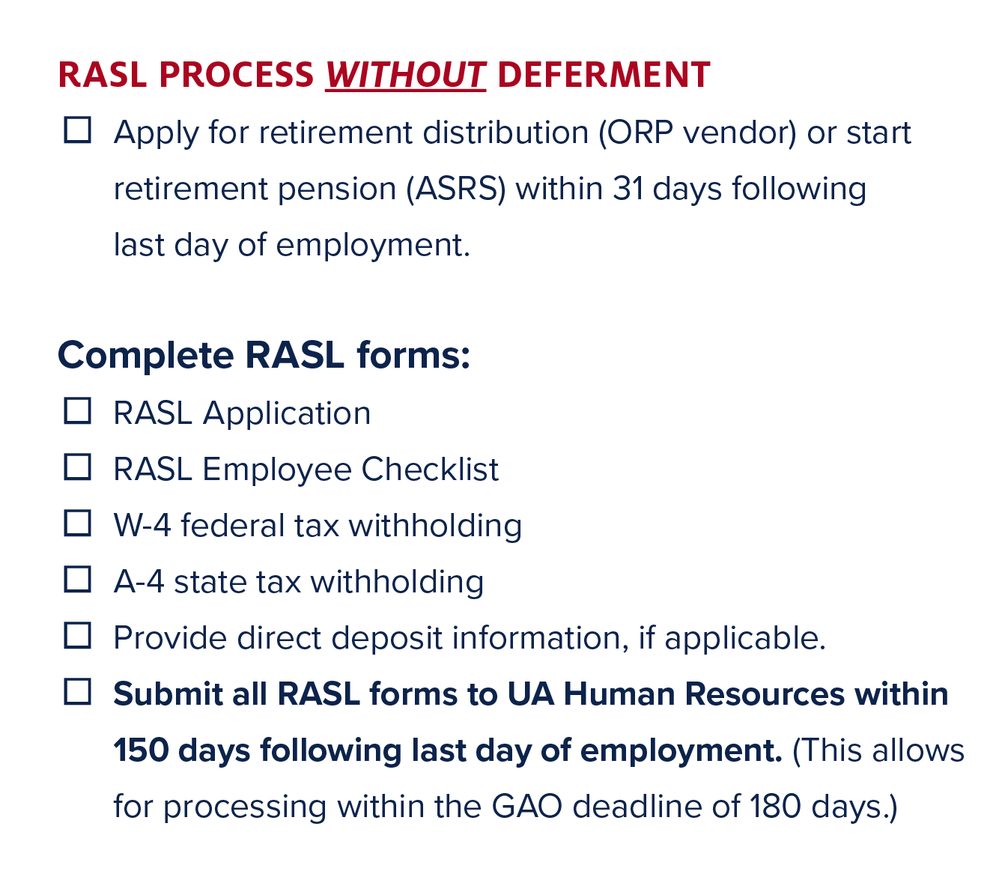 RASL PROCESS WITHOUT DEFERMENT
☐ Apply for retirement distribution (ORP vendor) or start
retirement pension (ASRS) within 31 days following
last day of employment.
Complete RASL forms:
☐ RASL Application
☐ RASL Employee Checklist
☐ W-4 federal tax withholding
☐ A-4 state tax withholding
☐ Provide direct deposit information, if applicable.
☐ Submit all RASL forms to UA Human Resources within
150 days following last day of employment. (This allows
for processing within the GAO deadline of 180 days.)